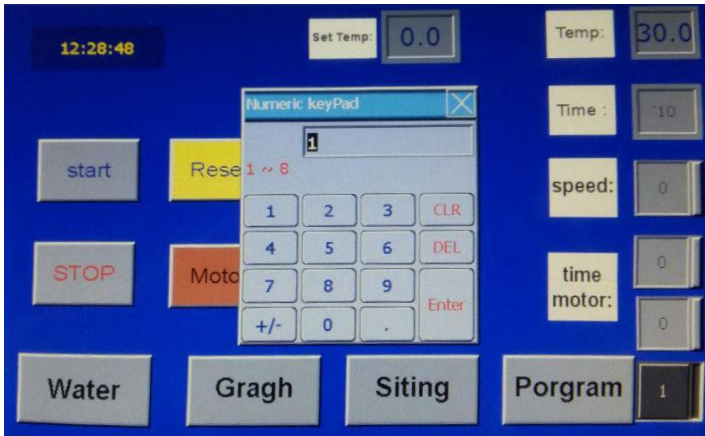 12:28:48
Set Temp:
0.0
Temp:
30.0
Numeric keyPad
1
1 ~ 8
Time :
10
start
Rese
speed:
0
1 2 3 CLR
4 5 6 DEL
7 8 9
Enter
+/- 0 .
STOP
Moto
time
motor:
0
0
Water
Gragh
Siting
Porgram
1